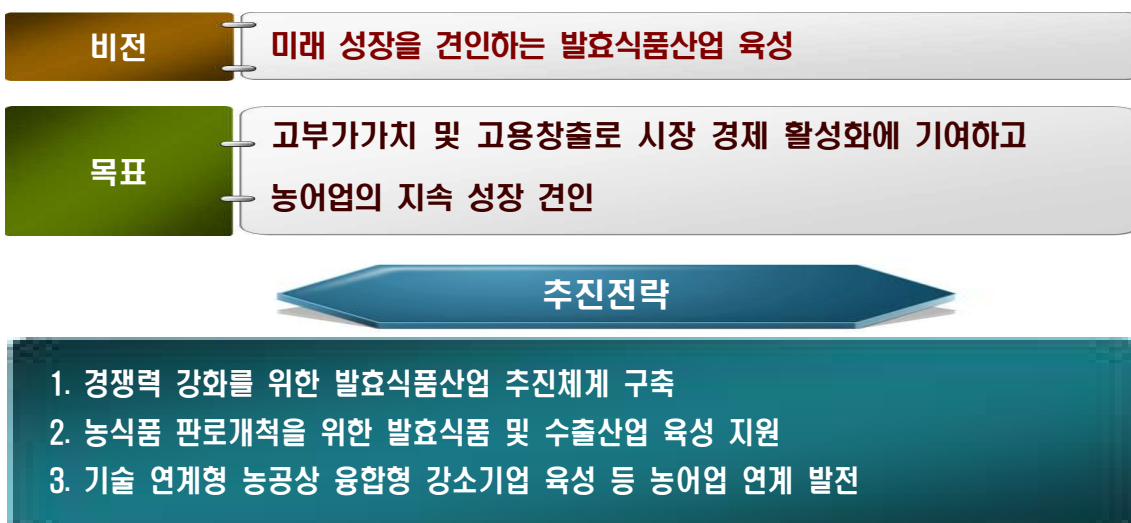 비전
미래 성장을 견인하는 발효식품산업 육성
목표
고부가가치 및 고용창출로 시장 경제 활성화에 기여하고
농어업의 지속 성장 견인
추진전략
1. 경쟁력 강화를 위한 발효식품산업 추진체계 구축
2. 농식품 판로개척을 위한 발효식품 및 수출산업 육성 지원
3. 기술 연계형 농공상 융합형 강소기업 육성 등 농어업 연계 발전